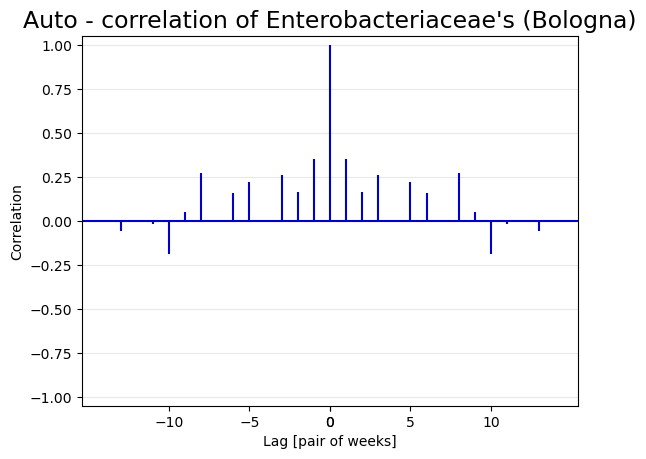 Auto - correlation of Enterobacteriaceae's (Bologna)
1.00
0.75
0.50
0.25
0.00
−0.25
−0.50
−0.75
−1.00
Correlation
−10 −5 0 5 10
Lag [pair of weeks]